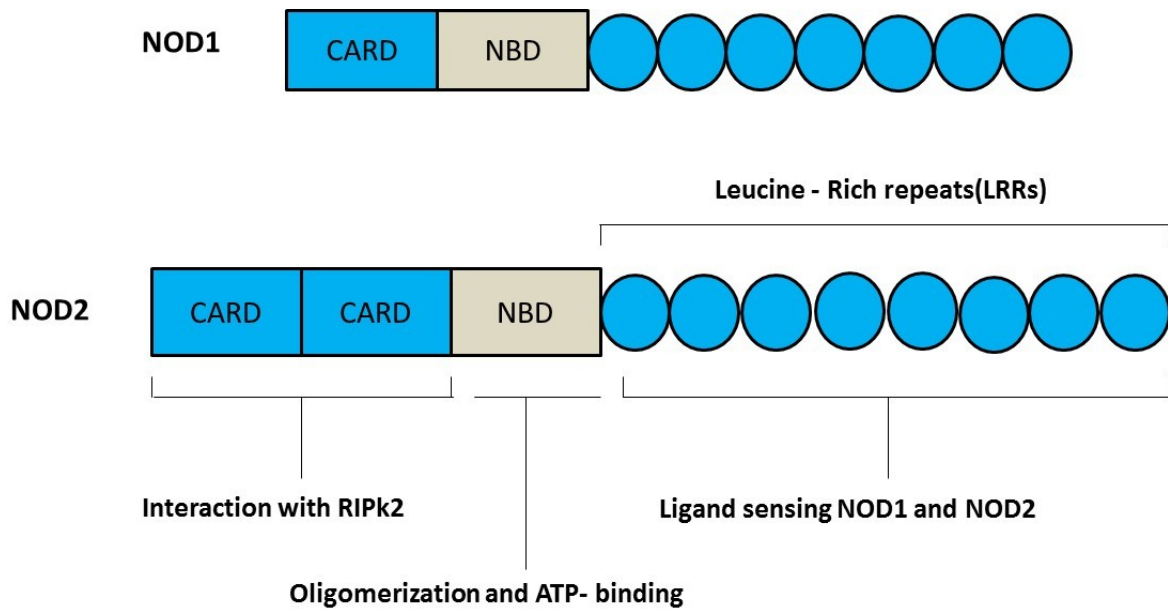 NOD1
CARD NBD
Leucine - Rich repeats(LRRs)
NOD2
CARD CARD NBD
Interaction with RIPk2
Ligand sensing NOD1 and NOD2
Oligomerization and ATP- binding